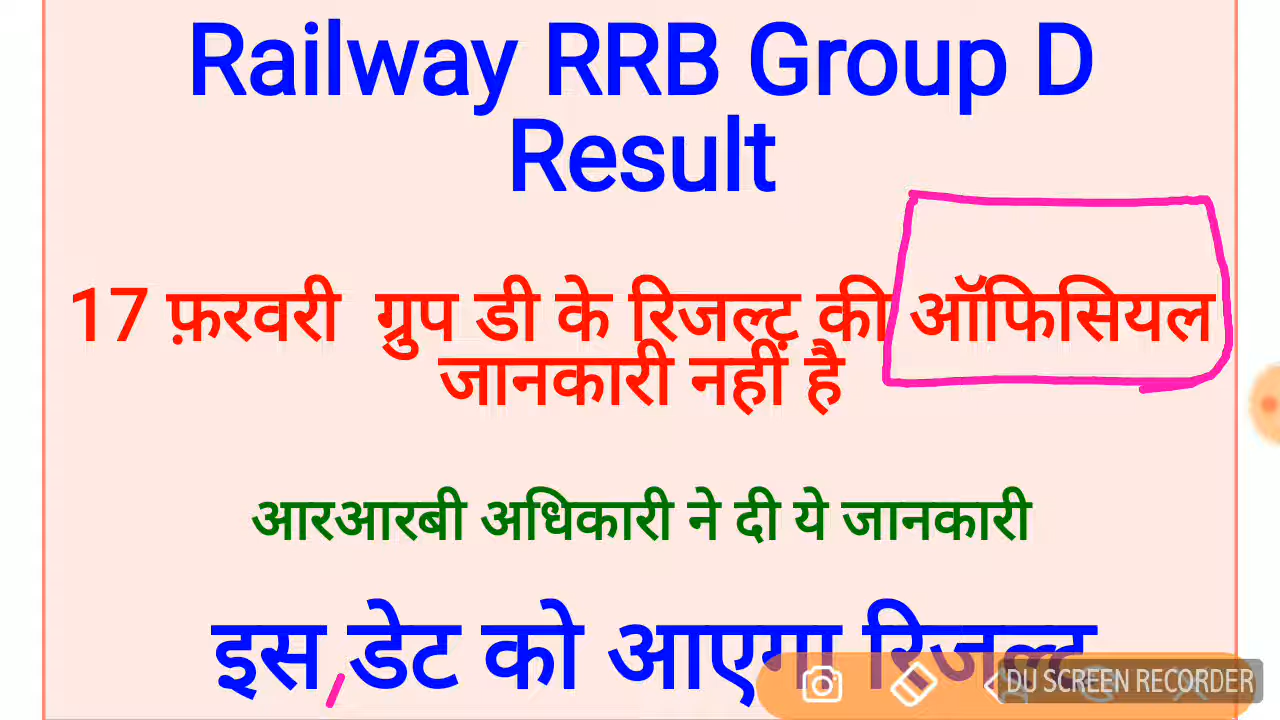 Railway RRB Group D
Result
17 फ़रवरी ग्रुप डी के रिजल्ट की ऑफिसियल
जानकारी नहीं है
आरआरबी अधिकारी ने दी ये जानकारी
इस डेट को आएगा रिजल्ट
DU SCREEN RECORDER